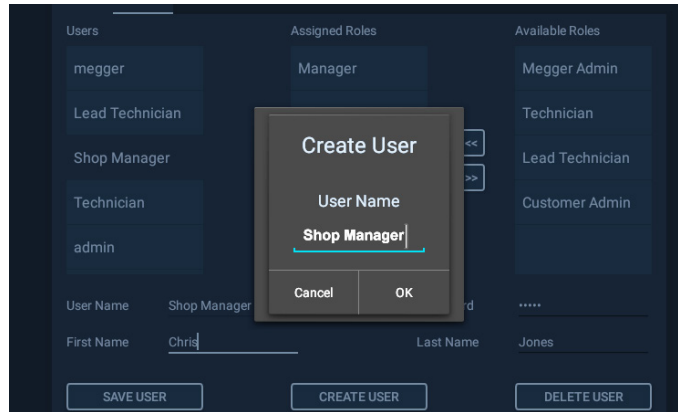 Users Assigned Roles Available Roles
megger Manager Megger Admin
Lead Technician Technician
Create User
<<
Shop Manager Lead Technician
>>
Technician User Name Customer Admin
Shop Manager
admin
Cancel OK
User Name Shop Manager rd •••••
First Name Chris Last Name Jones
SAVE USER CREATE USER DELETE USER